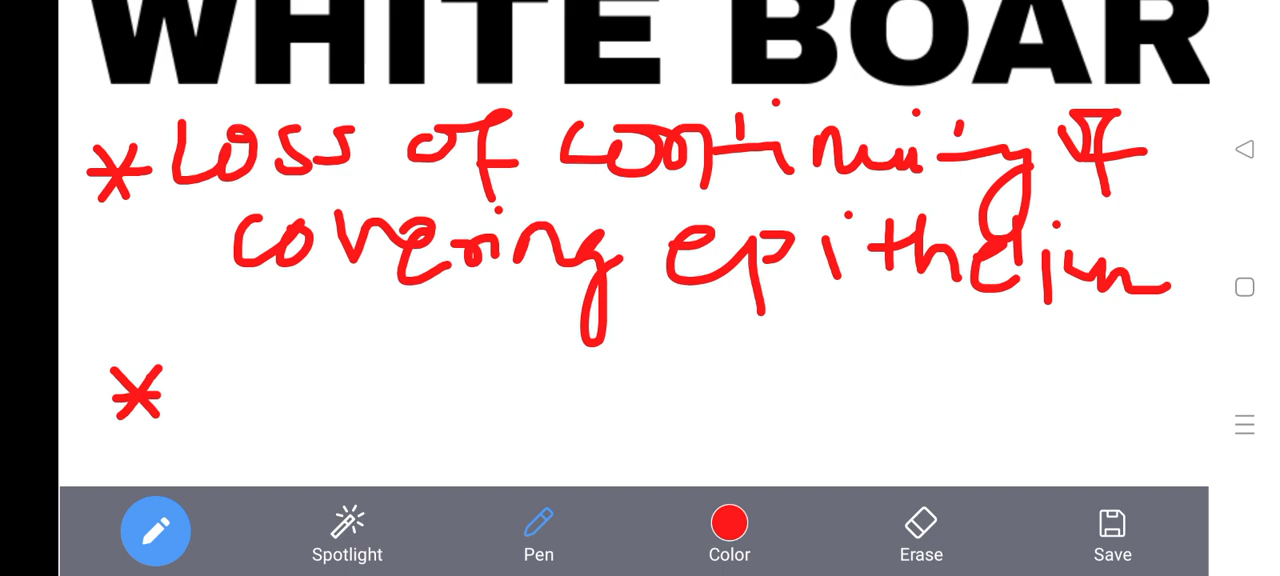 WHITE BOAR
* Loss of continuity of
covering epithelium
*
Spotlight
Pen
Color
Erase
Save